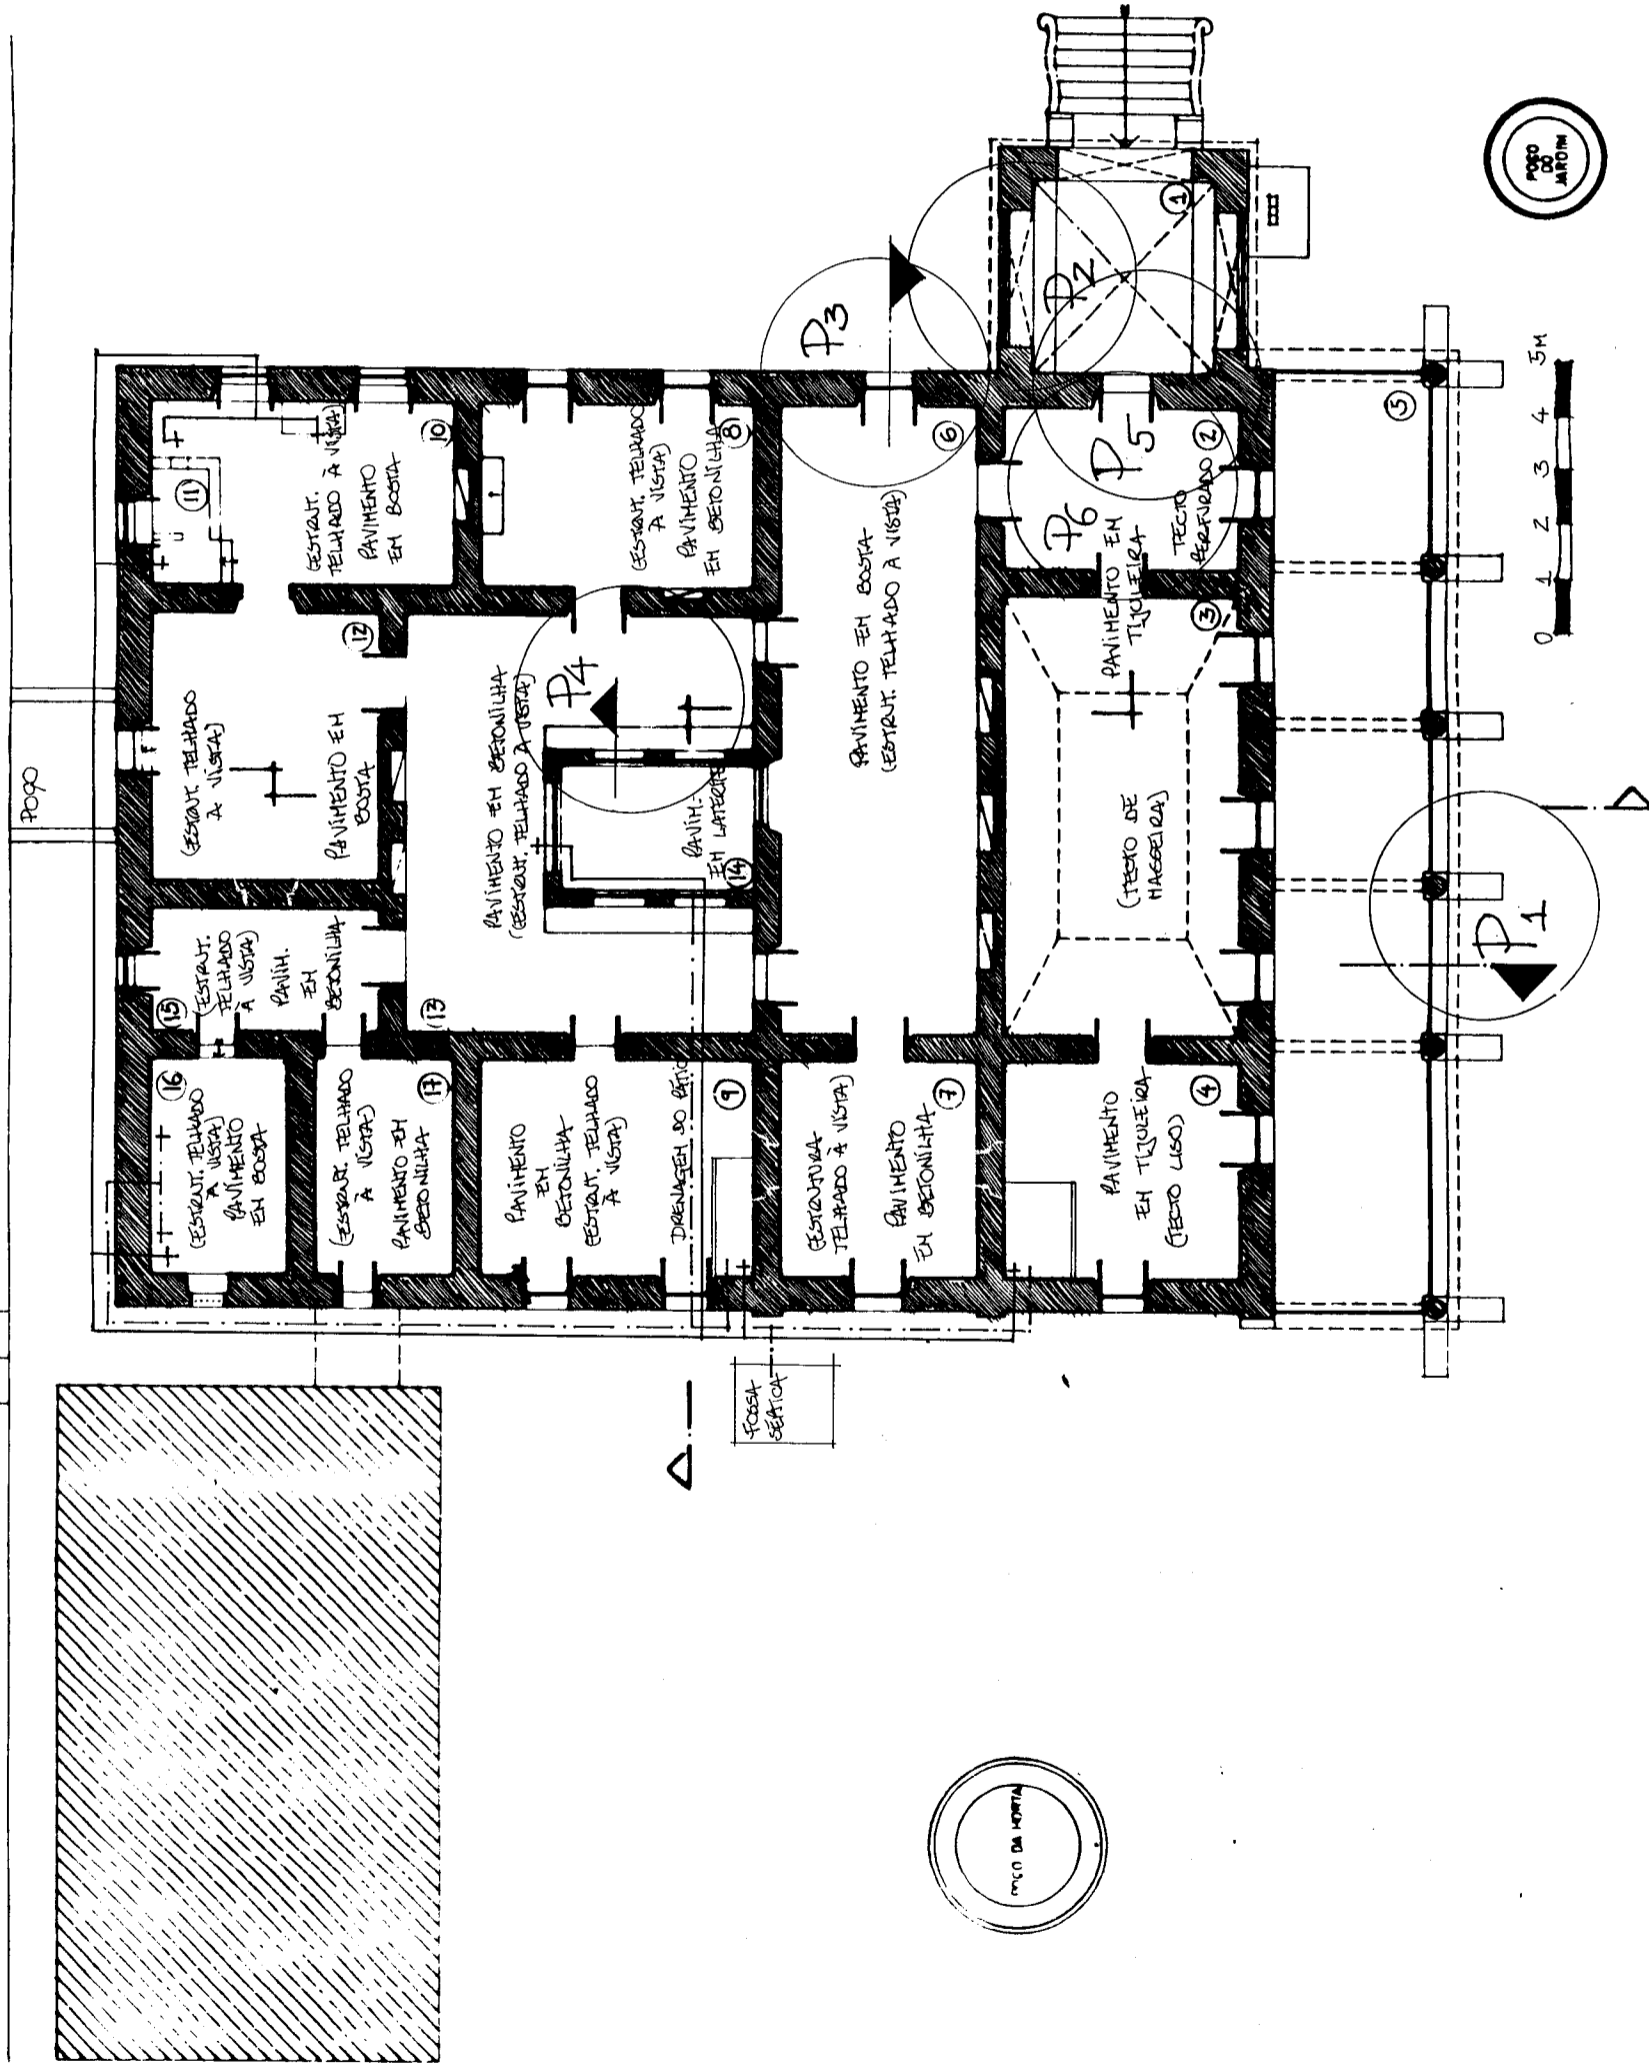 POÇO
POÇO
DO
JARDIM
1
P2
P3
(ESTRUT.
TELHADO À VISTA)
PAVIMENTO
EM BOSTA
10
11
(ESTRUT. TELHADO
À VISTA)
PAVIMENTO
EM BETONILHA
8
6
PAVIMENTO EM BOSTA
(ESTRUT. TELHADO À VISTA)
P5
P6
2
TECTO
PERFURADO
PAVIMENTO EM
TIJOLEIRA
3
(TECTO DE
MASSEIRA)
5
0 1 2 3 4 5M
P1
12
(ESTRUT. TELHADO
À VISTA)
PAVIMENTO EM
BOSTA
P4
PAVIMENTO EM BETONILHA
(ESTRUT. TELHADO À VISTA)
13
PAVIM.
EM LATERITE
14
15
(ESTRUT.
TELHADO
À VISTA)
PAVIM.
EM
BETONILHA
16
(ESTRUT. TELHADO
À VISTA)
PAVIMENTO
EM BOSTA
17
(ESTRUT. TELHADO
À VISTA)
PAVIMENTO EM
BETONILHA
PAVIMENTO
EM
BETONILHA
(ESTRUT. TELHADO
À VISTA)
DRENAGEM DO PÁTIO
9
(ESTRUTURA
TELHADO À VISTA)
PAVIMENTO
EM BETONILHA
7
PAVIMENTO
EM TIJOLEIRA
(TECTO LISO)
4
FOSSA
SÉPTICA
POÇO DA HORTA